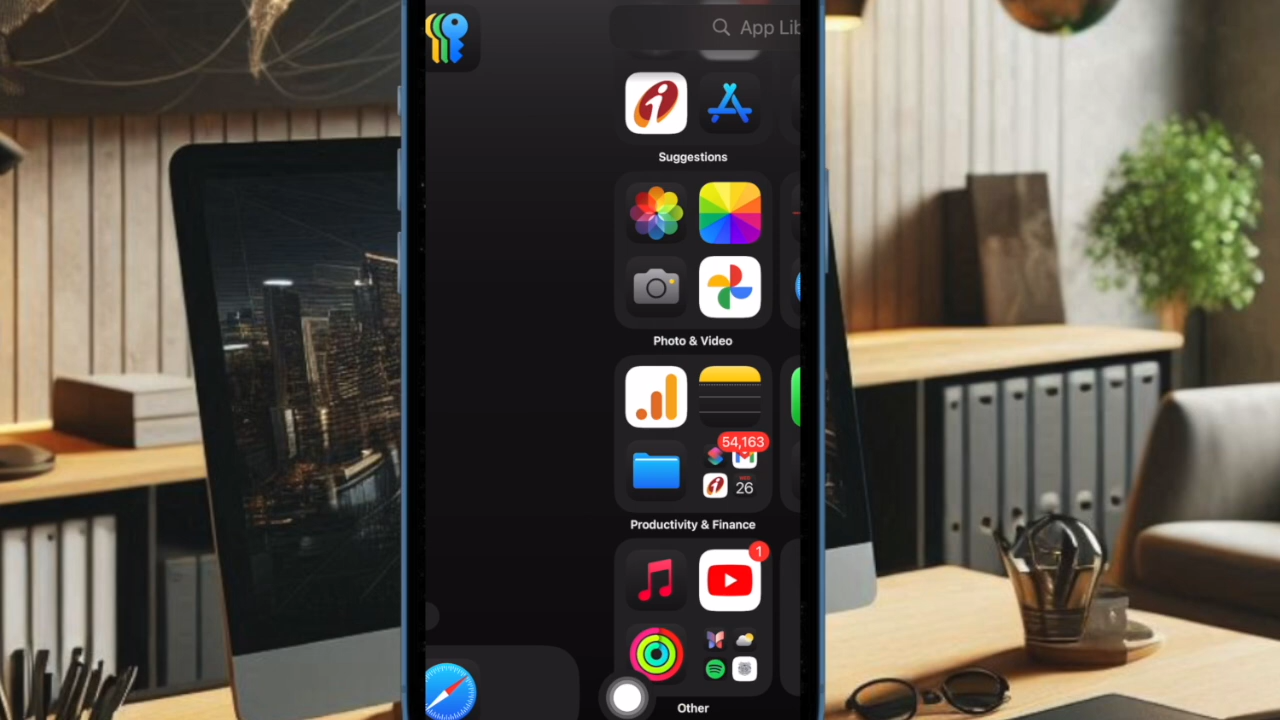 App Lib
Suggestions
Photo & Video
54,163
26
Productivity & Finance
1
Other